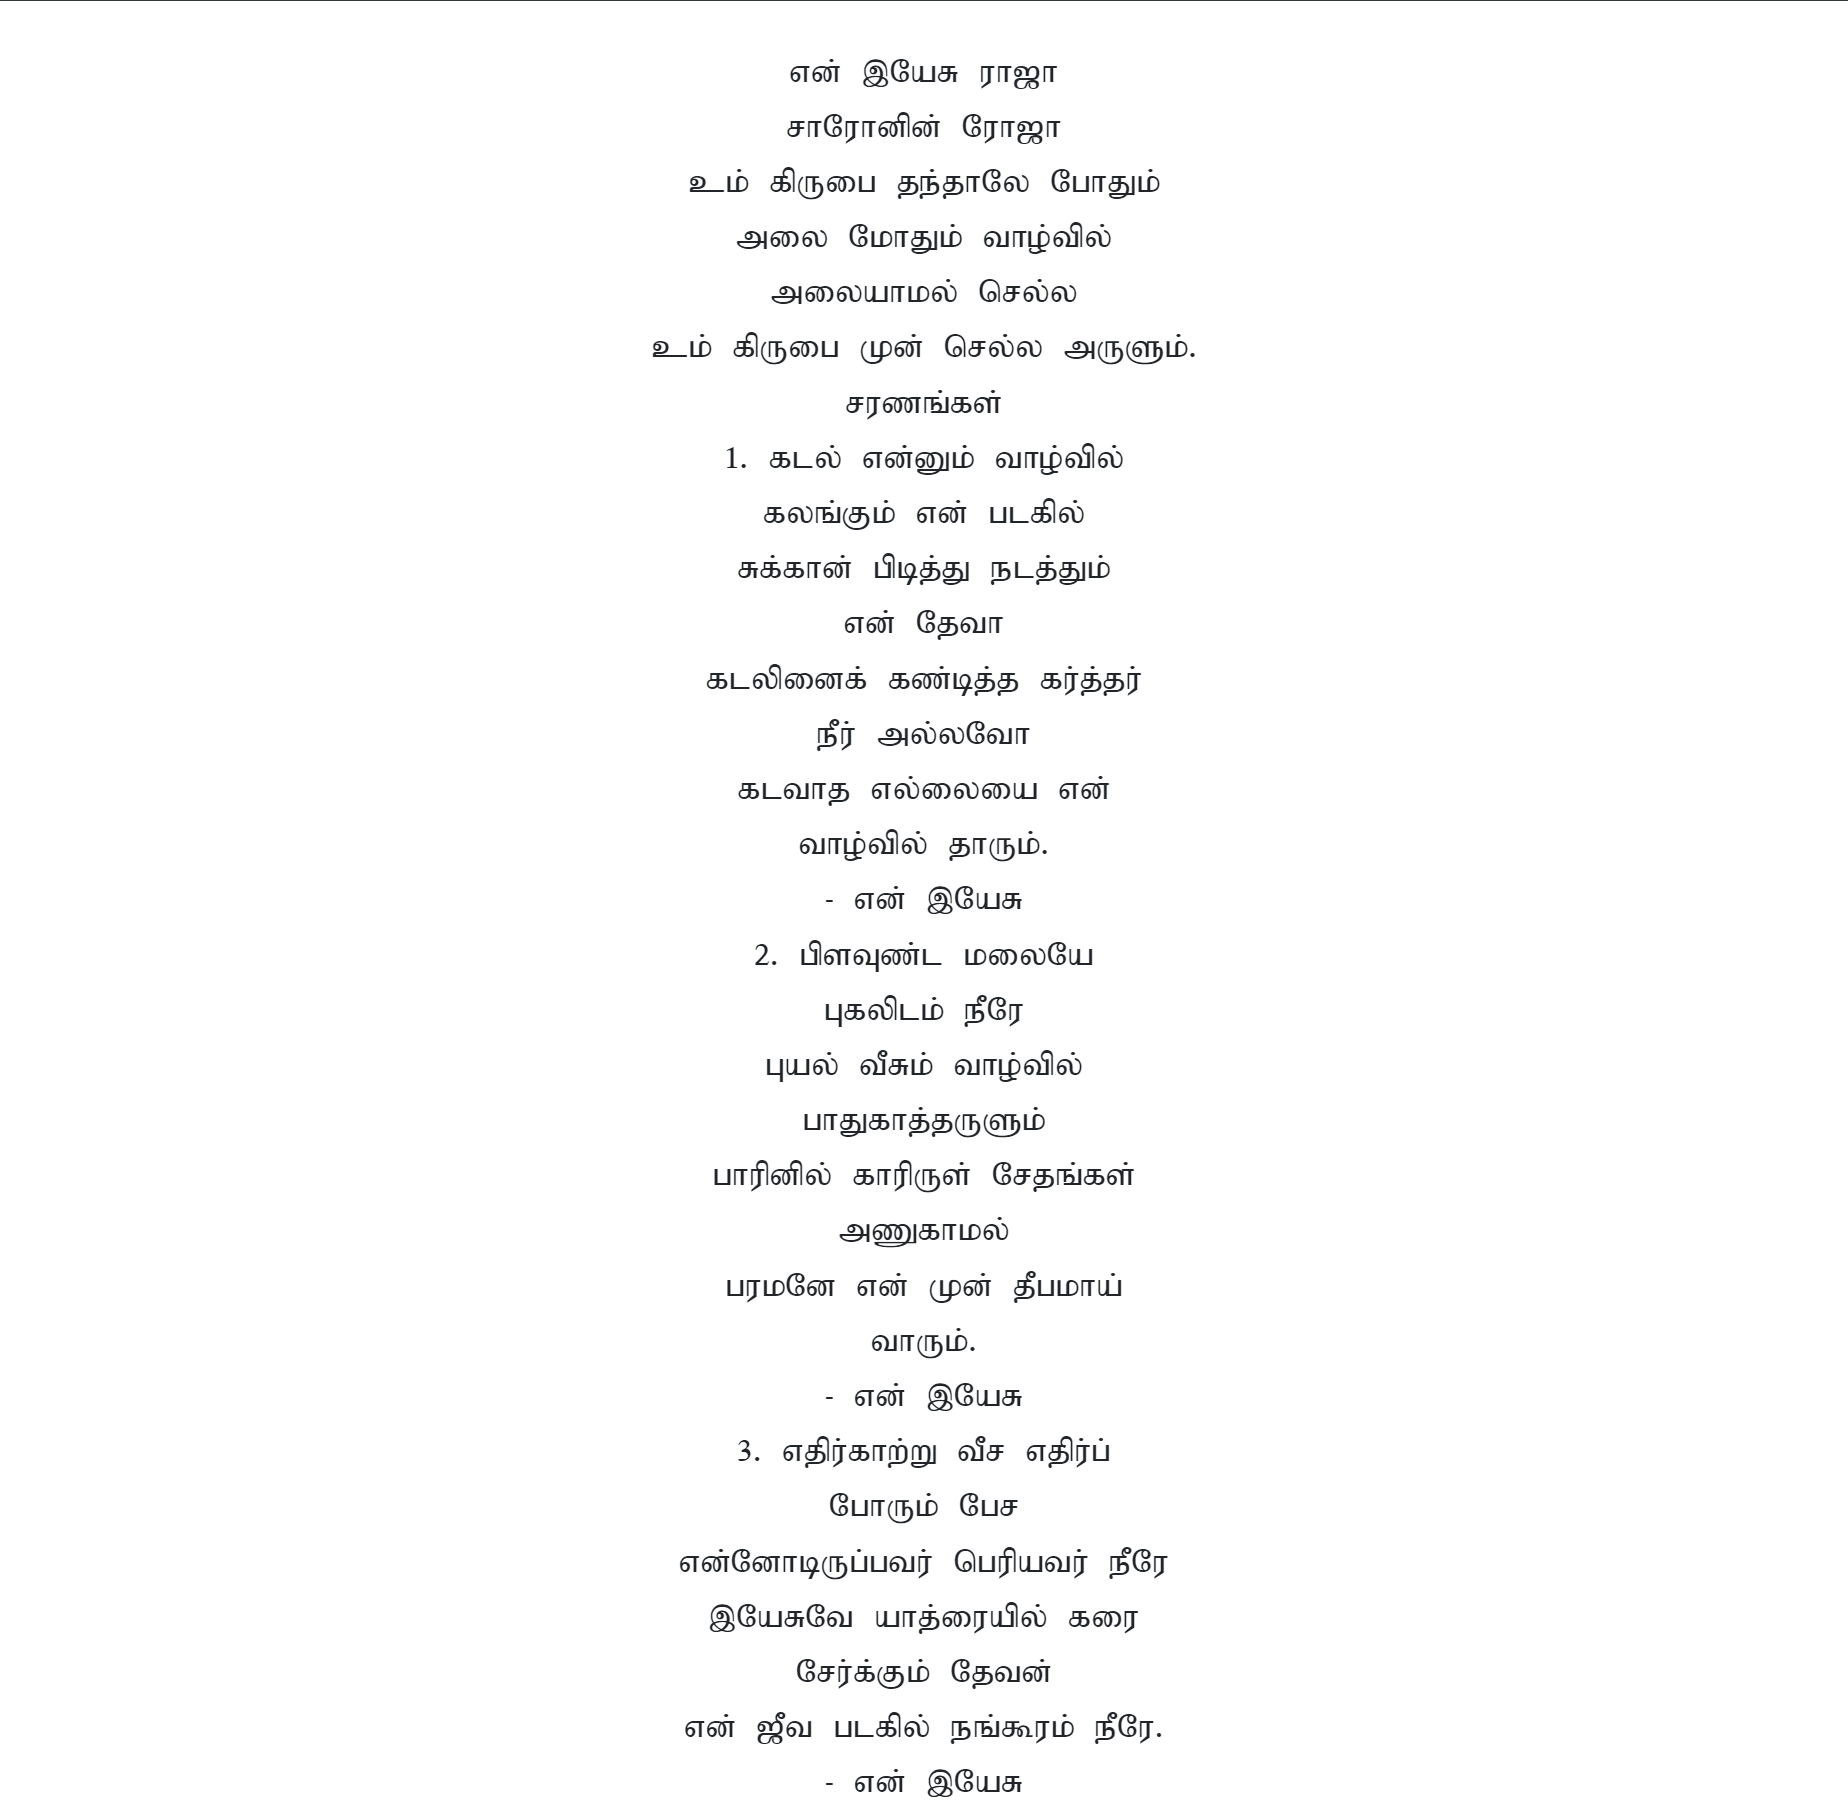 என் இயேசு ராஜா
சாரோனின் ரோஜா
உம் கிருபை தந்தாலே போதும்
அலை மோதும் வாழ்வில்
அலையாமல் செல்ல
உம் கிருபை முன் செல்ல அருளும்.
சரணங்கள்
1. கடல் என்னும் வாழ்வில்
கலங்கும் என் படகில்
சுக்கான் பிடித்து நடத்தும்
என் தேவா
கடலினைக் கண்டித்த கர்த்தர்
நீர் அல்லவோ
கடவாத எல்லையை என்
வாழ்வில் தாரும்.
- என் இயேசு
2. பிளவுண்ட மலையே
புகலிடம் நீரே
புயல் வீசும் வாழ்வில்
பாதுகாத்தருளும்
பாரினில் காரிருள் சேதங்கள்
அணுகாமல்
பரமனே என் முன் தீபமாய்
வாரும்.
- என் இயேசு
3. எதிர்காற்று வீச எதிர்ப்
போரும் பேச
என்னோடிருப்பவர் பெரியவர் நீரே
இயேசுவே யாத்ரையில் கரை
சேர்க்கும் தேவன்
என் ஜீவ படகில் நங்கூரம் நீரே.
- என் இயேசு